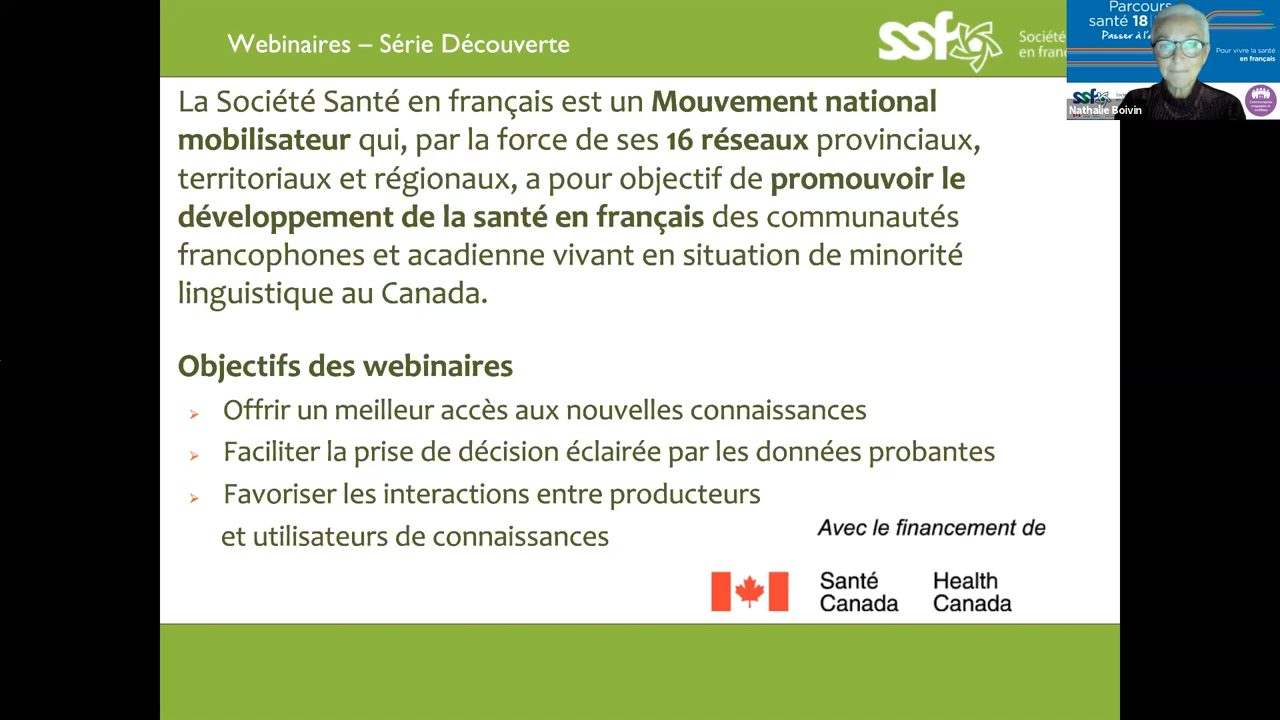 Webinaires – Série Découverte
ssf
Société
en franç
La Société Santé en français est un Mouvement national
mobilisateur qui, par la force de ses 16 réseaux provinciaux,
territoriaux et régionaux, a pour objectif de promouvoir le
développement de la santé en français des communautés
francophones et acadienne vivant en situation de minorité
linguistique au Canada.
Objectifs des webinaires
Offrir un meilleur accès aux nouvelles connaissances
Faciliter la prise de décision éclairée par les données probantes
Favoriser les interactions entre producteurs
et utilisateurs de connaissances
Avec le financement de
Santé Health
Canada Canada
Parcours
santé 18
Passer à l'a
Pour vivre la santé
en français
ssf
Nathalie Boivin